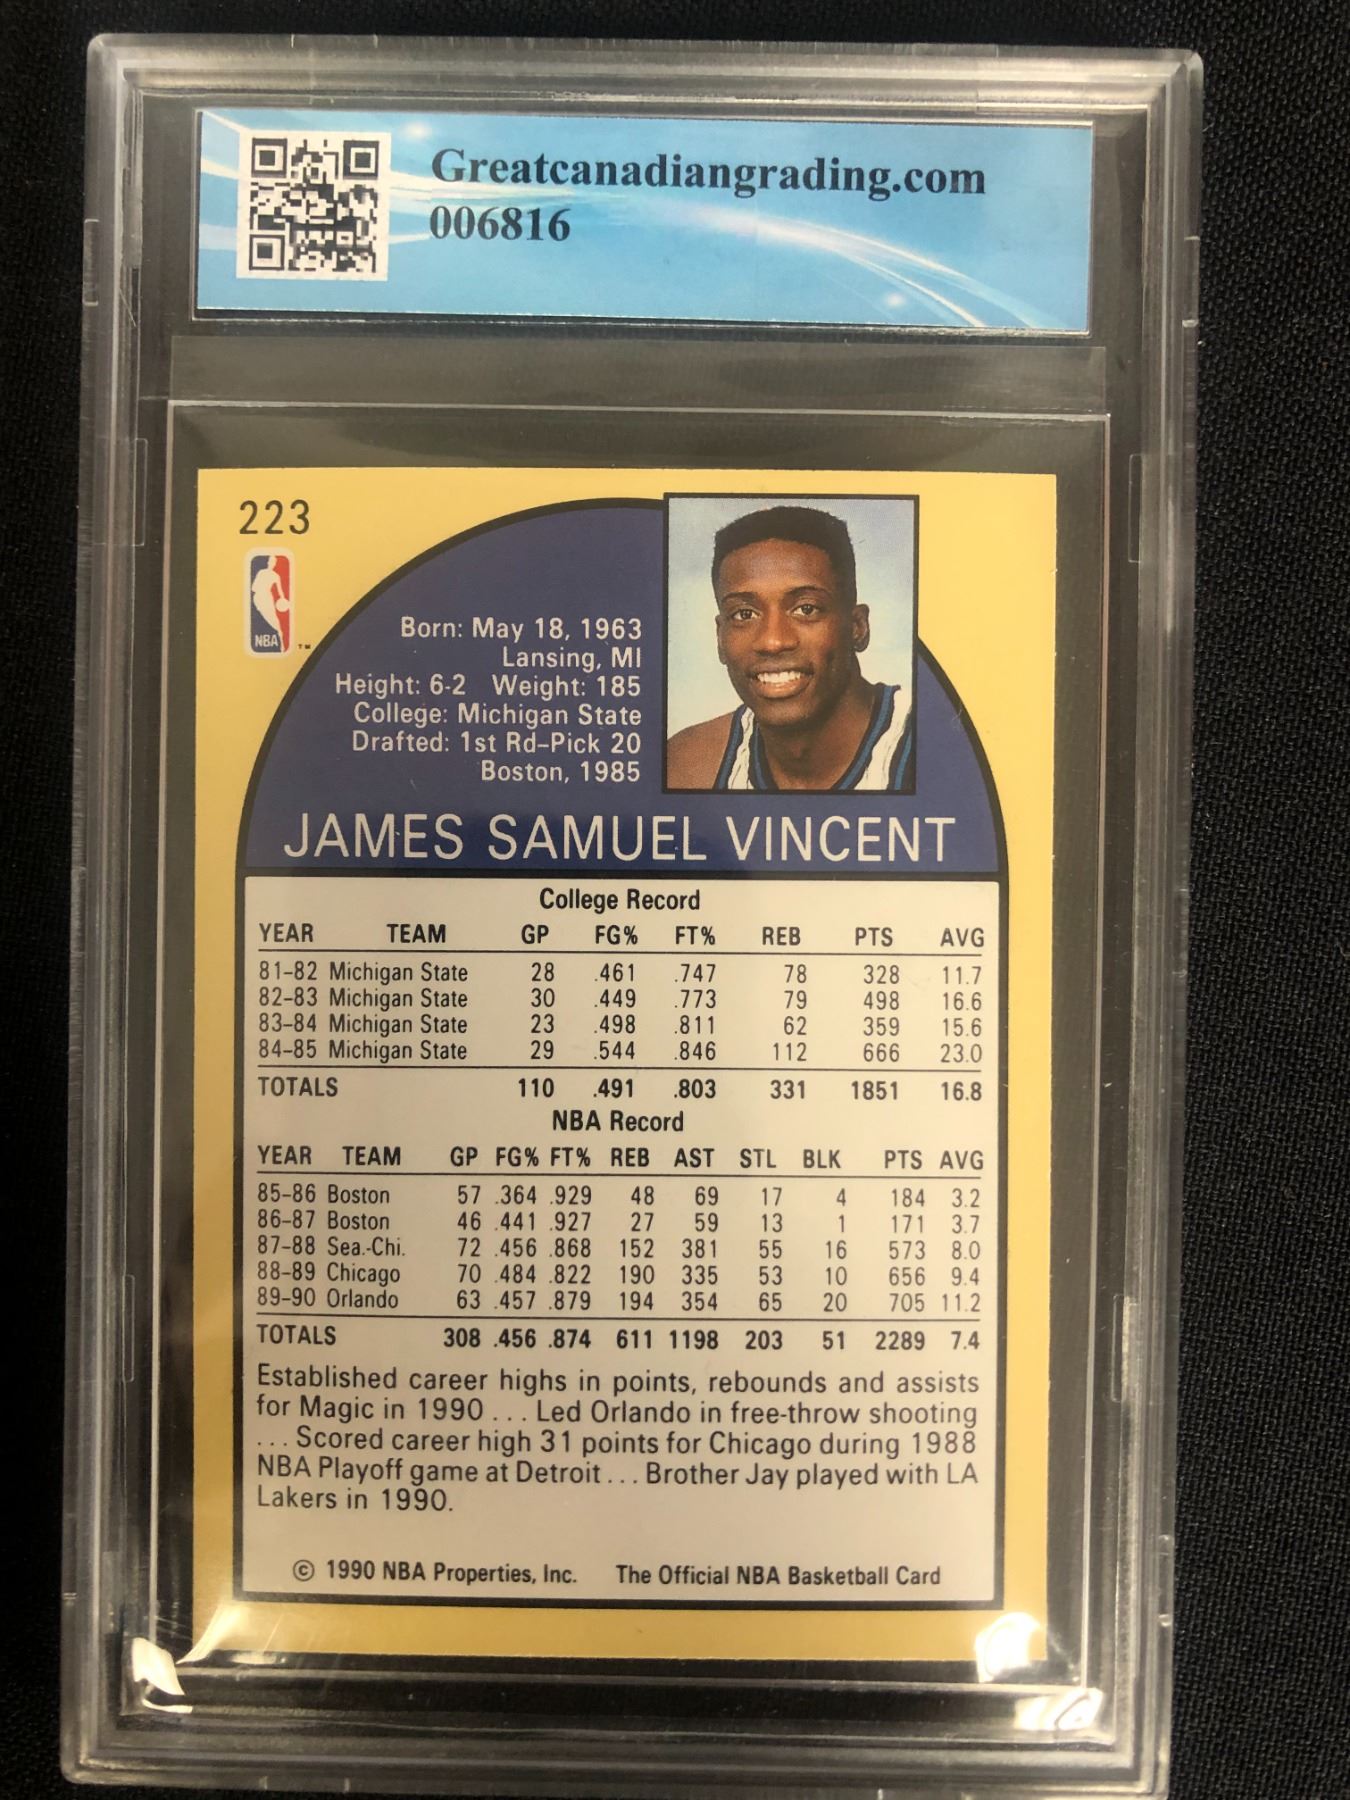 Greatcanadiangrading.com
006816
223
NBA
TM
Born: May 18, 1963
Lansing, MI
Height: 6-2 Weight: 185
College: Michigan State
Drafted: 1st Rd–Pick 20
Boston, 1985
JAMES SAMUEL VINCENT
College Record
YEAR TEAM GP FG% FT% REB PTS AVG
81–82 Michigan State 28 .461 .747 78 328 11.7
82–83 Michigan State 30 .449 .773 79 498 16.6
83–84 Michigan State 23 .498 .811 62 359 15.6
84–85 Michigan State 29 .544 .846 112 666 23.0
TOTALS 110 .491 .803 331 1851 16.8
NBA Record
YEAR TEAM GP FG% FT% REB AST STL BLK PTS AVG
85–86 Boston 57 .364 .929 48 69 17 4 184 3.2
86–87 Boston 46 .441 .927 27 59 13 1 171 3.7
87–88 Sea.-Chi. 72 .456 .868 152 381 55 16 573 8.0
88–89 Chicago 70 .484 .822 190 335 53 10 656 9.4
89–90 Orlando 63 .457 .879 194 354 65 20 705 11.2
TOTALS 308 .456 .874 611 1198 203 51 2289 7.4
Established career highs in points, rebounds and assists
for Magic in 1990 . . . Led Orlando in free-throw shooting
. . . Scored career high 31 points for Chicago during 1988
NBA Playoff game at Detroit . . . Brother Jay played with LA
Lakers in 1990.
© 1990 NBA Properties, Inc. The Official NBA Basketball Card